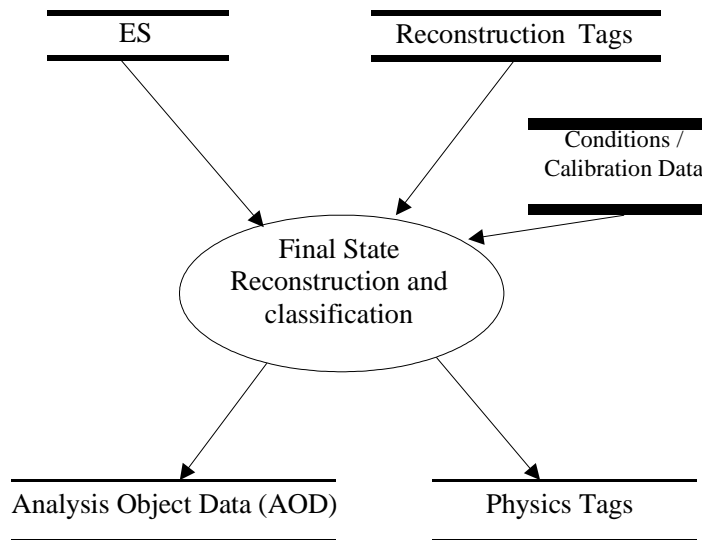 ES
Reconstruction Tags
Conditions /
Calibration Data
Final State
Reconstruction and
classification
Analysis Object Data (AOD)
Physics Tags